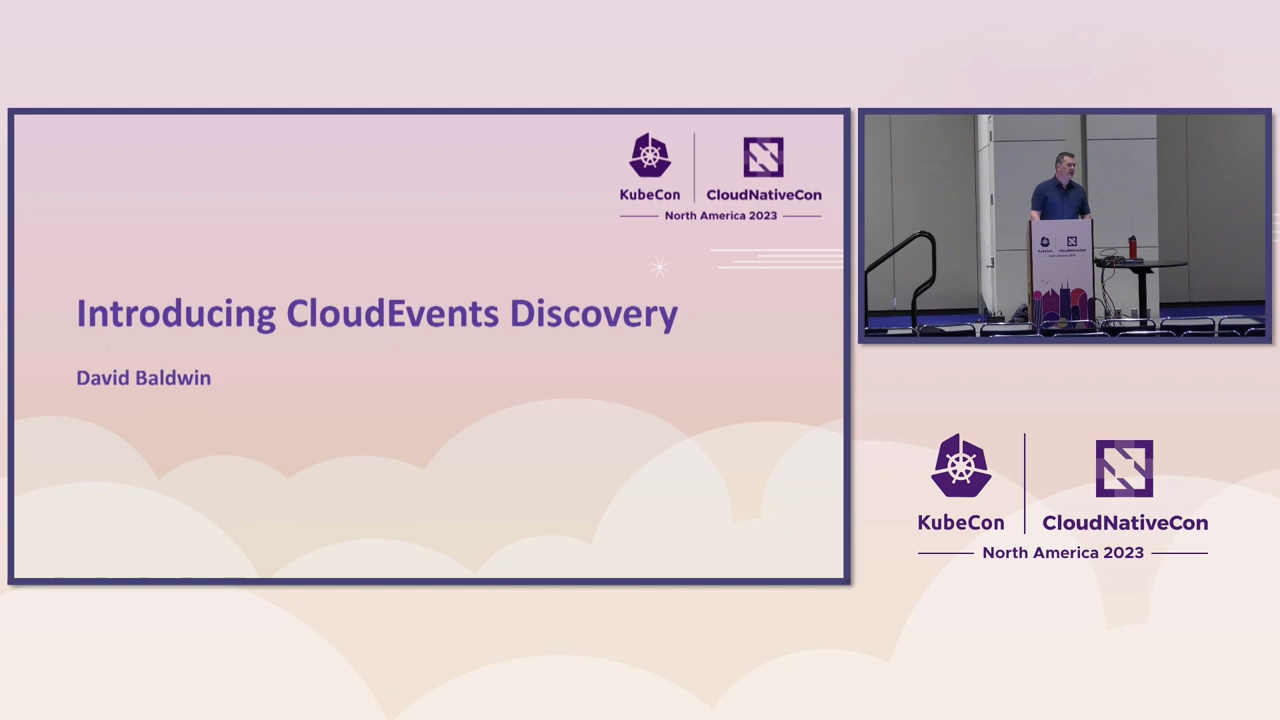 KubeCon
CloudNativeCon
North America 2023
Introducing CloudEvents Discovery
David Baldwin
KubeCon
CloudNativeCon
North America 2023